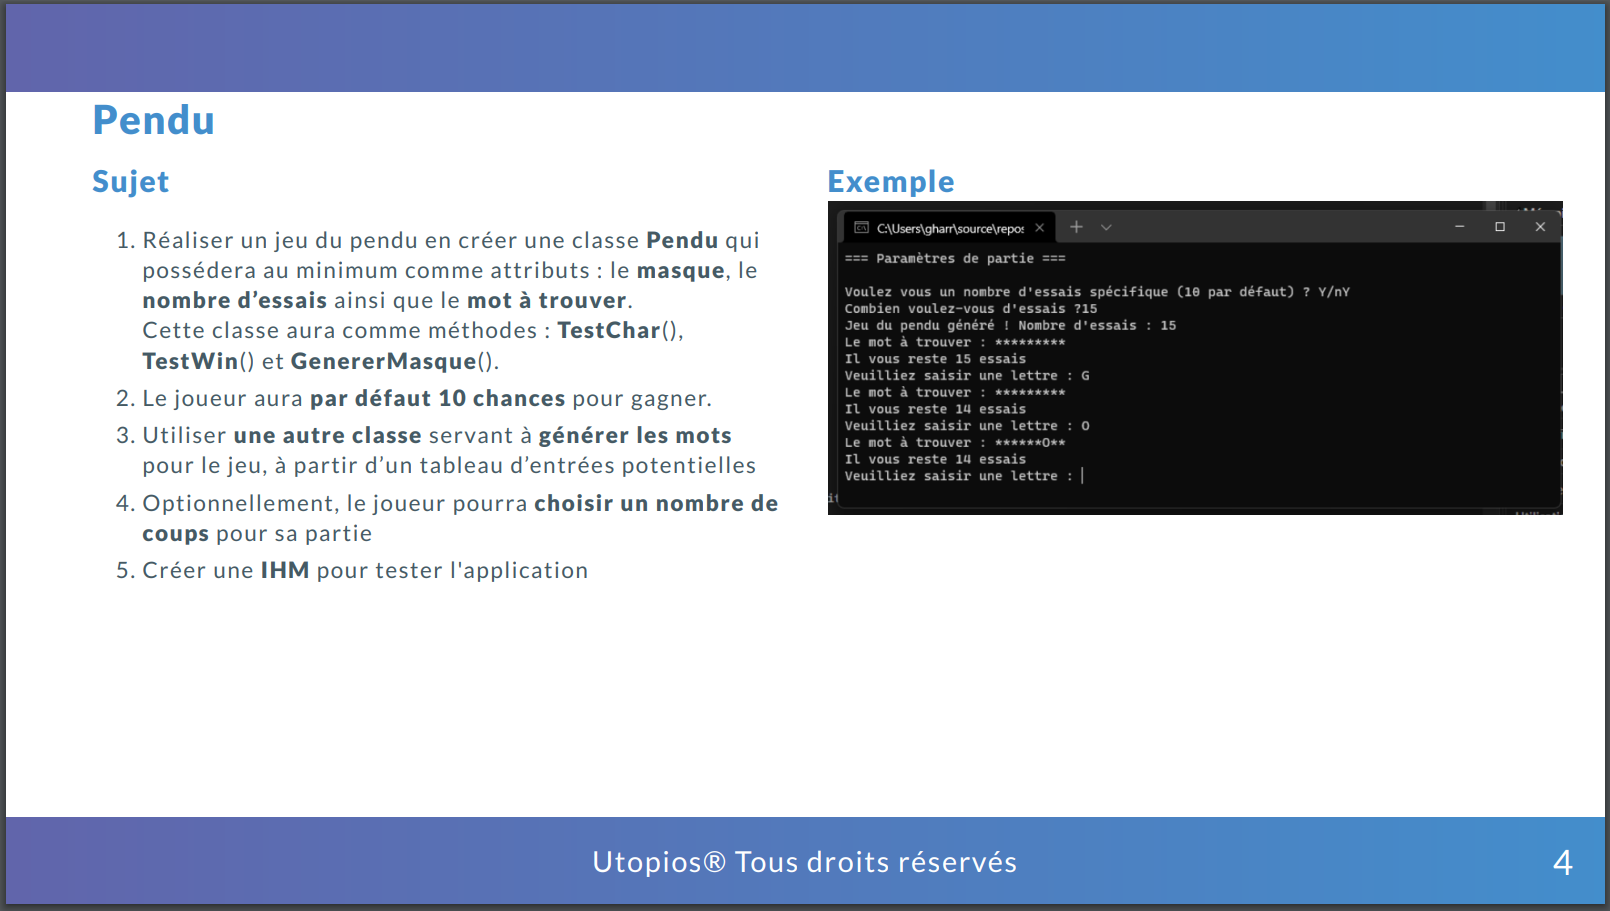 Pendu
Sujet
1. Réaliser un jeu du pendu en créer une classe Pendu qui
possédera au minimum comme attributs : le masque, le
nombre d’essais ainsi que le mot à trouver.
Cette classe aura comme méthodes : TestChar(),
TestWin() et GenererMasque().
2. Le joueur aura par défaut 10 chances pour gagner.
3. Utiliser une autre classe servant à générer les mots
pour le jeu, à partir d’un tableau d’entrées potentielles
4. Optionnellement, le joueur pourra choisir un nombre de
coups pour sa partie
5. Créer une IHM pour tester l'application
Exemple
C:\Users\gharr\source\repos
=== Paramètres de partie ===
Voulez vous un nombre d'essais spécifique (10 par défaut) ? Y/nY
Combien voulez-vous d'essais ?15
Jeu du pendu généré ! Nombre d'essais : 15
Le mot à trouver : *********
Il vous reste 15 essais
Veuilliez saisir une lettre : G
Le mot à trouver : *********
Il vous reste 14 essais
Veuilliez saisir une lettre : O
Le mot à trouver : ******O**
Il vous reste 14 essais
Veuilliez saisir une lettre :
Utopios® Tous droits réservés
4